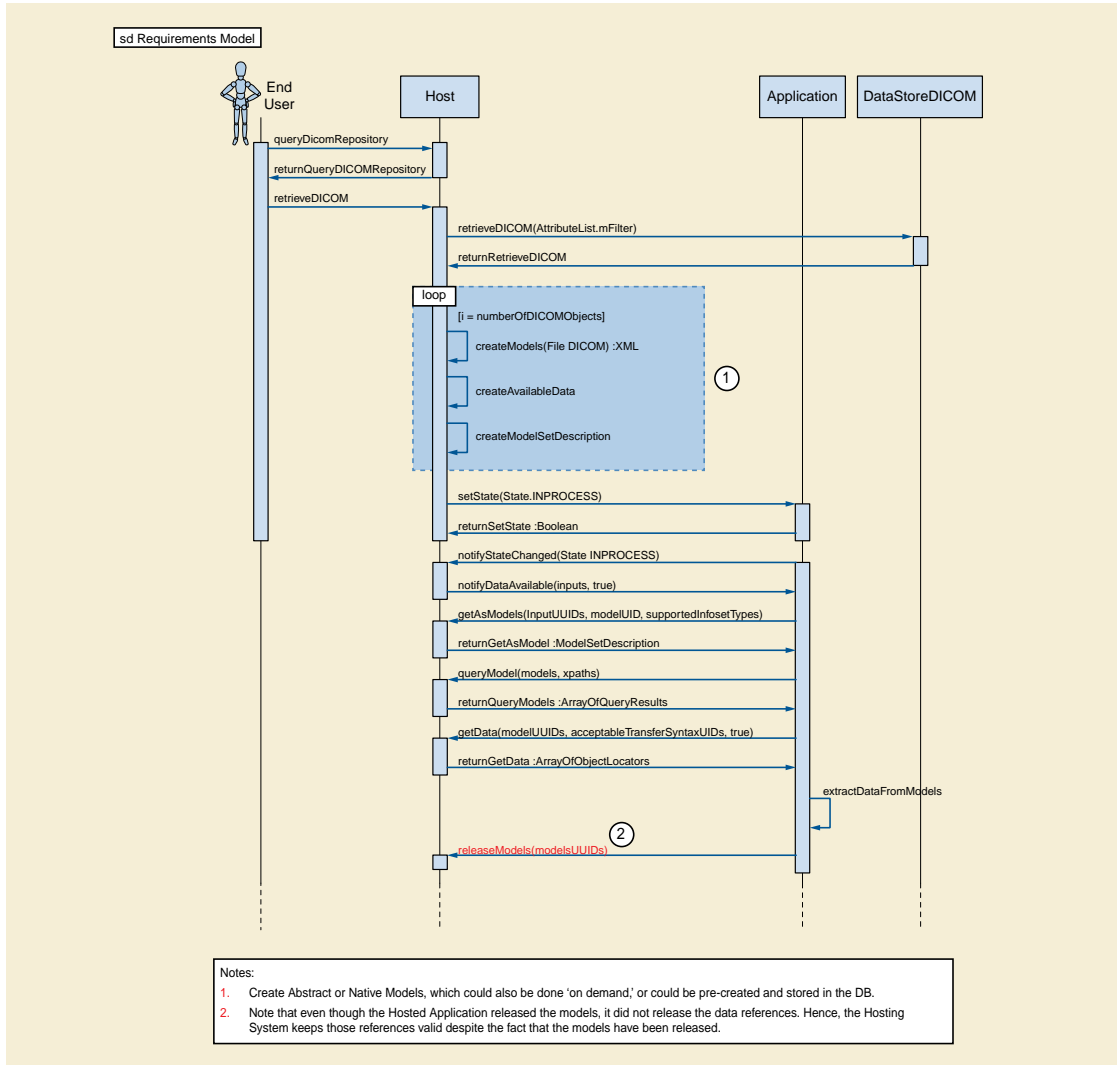 sd Requirements Model
End
User
Host
Application
DataStoreDICOM
queryDicomRepository
returnQueryDICOMRepository
retrieveDICOM
retrieveDICOM(AttributeList.mFilter)
returnRetrieveDICOM
loop
[i = numberOfDICOMObjects]
createModels(File DICOM) :XML
1
createAvailableData
createModelSetDescription
setState(State.INPROCESS)
returnSetState :Boolean
notifyStateChanged(State INPROCESS)
notifyDataAvailable(inputs, true)
getAsModels(InputUUIDs, modelUID, supportedInfosetTypes)
returnGetAsModel :ModelSetDescription
queryModel(models, xpaths)
returnQueryModels :ArrayOfQueryResults
getData(modelUUIDs, acceptableTransferSyntaxUIDs, true)
returnGetData :ArrayOfObjectLocators
extractDataFromModels
2
releaseModels(modelsUUIDs)
Notes:
1. Create Abstract or Native Models, which could also be done ‘on demand,’ or could be pre-created and stored in the DB.
2. Note that even though the Hosted Application released the models, it did not release the data references. Hence, the Hosting
System keeps those references valid despite the fact that the models have been released.